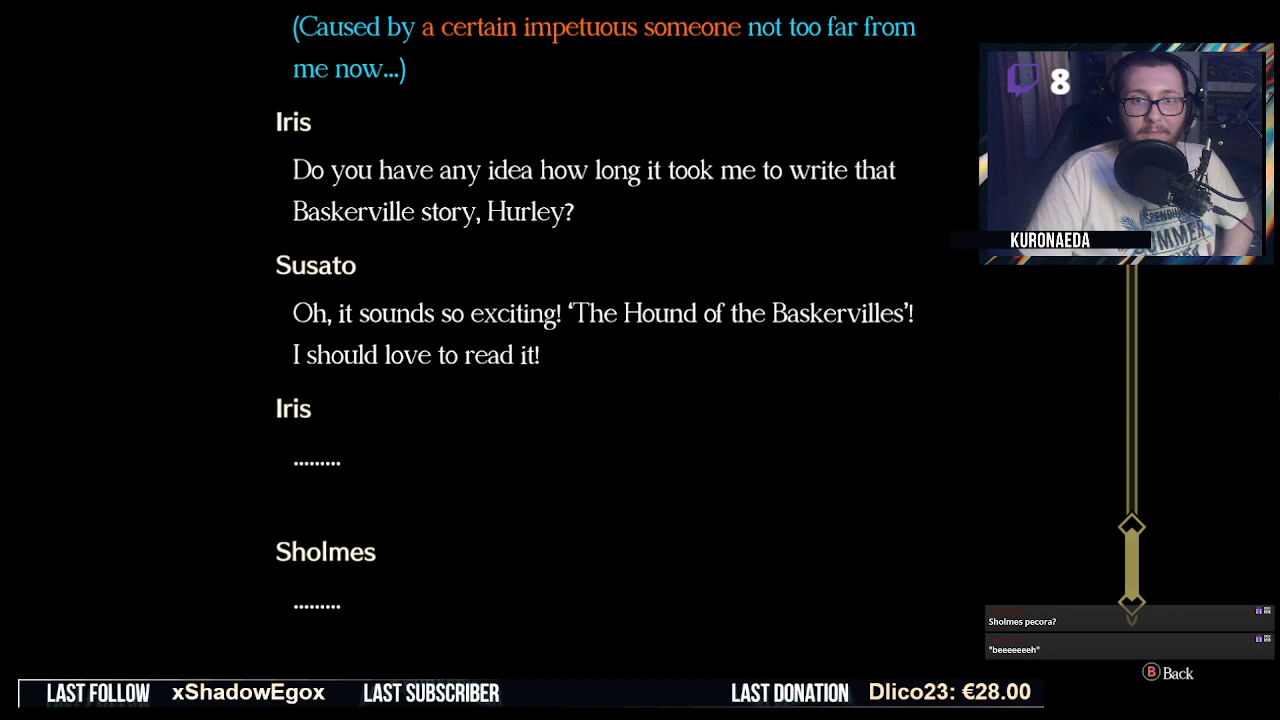 (Caused by a certain impetuous someone not too far from
me now...)
Iris
Do you have any idea how long it took me to write that
Baskerville story, Hurley?
Susato
Oh, it sounds so exciting! ‘The Hound of the Baskervilles’!
I should love to read it!
Iris
.........
Sholmes
.........
8
SPENDING
SUMMER
KURONAEDA
Sholmes pecora?
"beeeeeeeh"
B Back
LAST FOLLOW xShadowEgox LAST SUBSCRIBER LAST DONATION Dlico23: €28.00